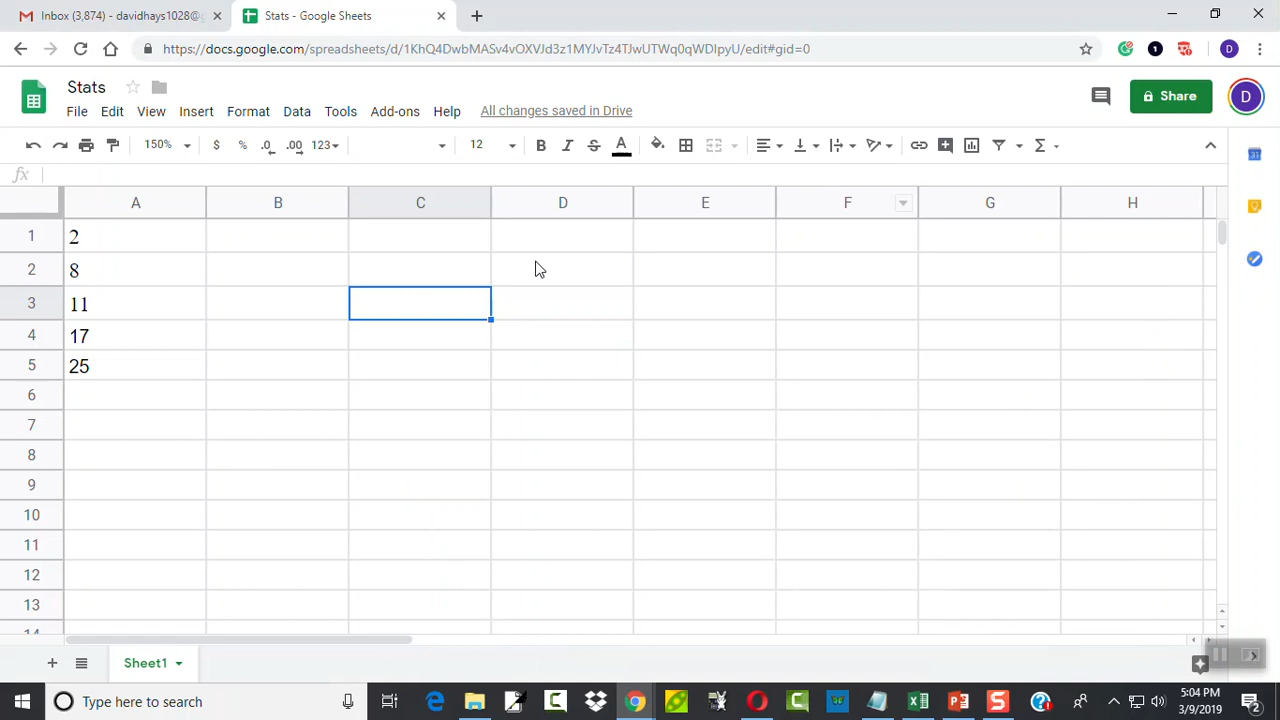 Inbox (3,874) - davidhays1028@g
Stats - Google Sheets
https://docs.google.com/spreadsheets/d/1KhQ4DwbMASv4vOXVJd3z1MYJvTz4TJwUTWq0qWDIpyU/edit#gid=0
D
Stats
File Edit View Insert Format Data Tools Add-ons Help All changes saved in Drive
Share
D
150% $ % .0 .00 123 12 B I S A Σ
fx
A B C D E F G H
1 2
2 8
3 11
4 17
5 25
6
7
8
9
10
11
12
13
14
Sheet1
Type here to search
5:04 PM
3/9/2019
2